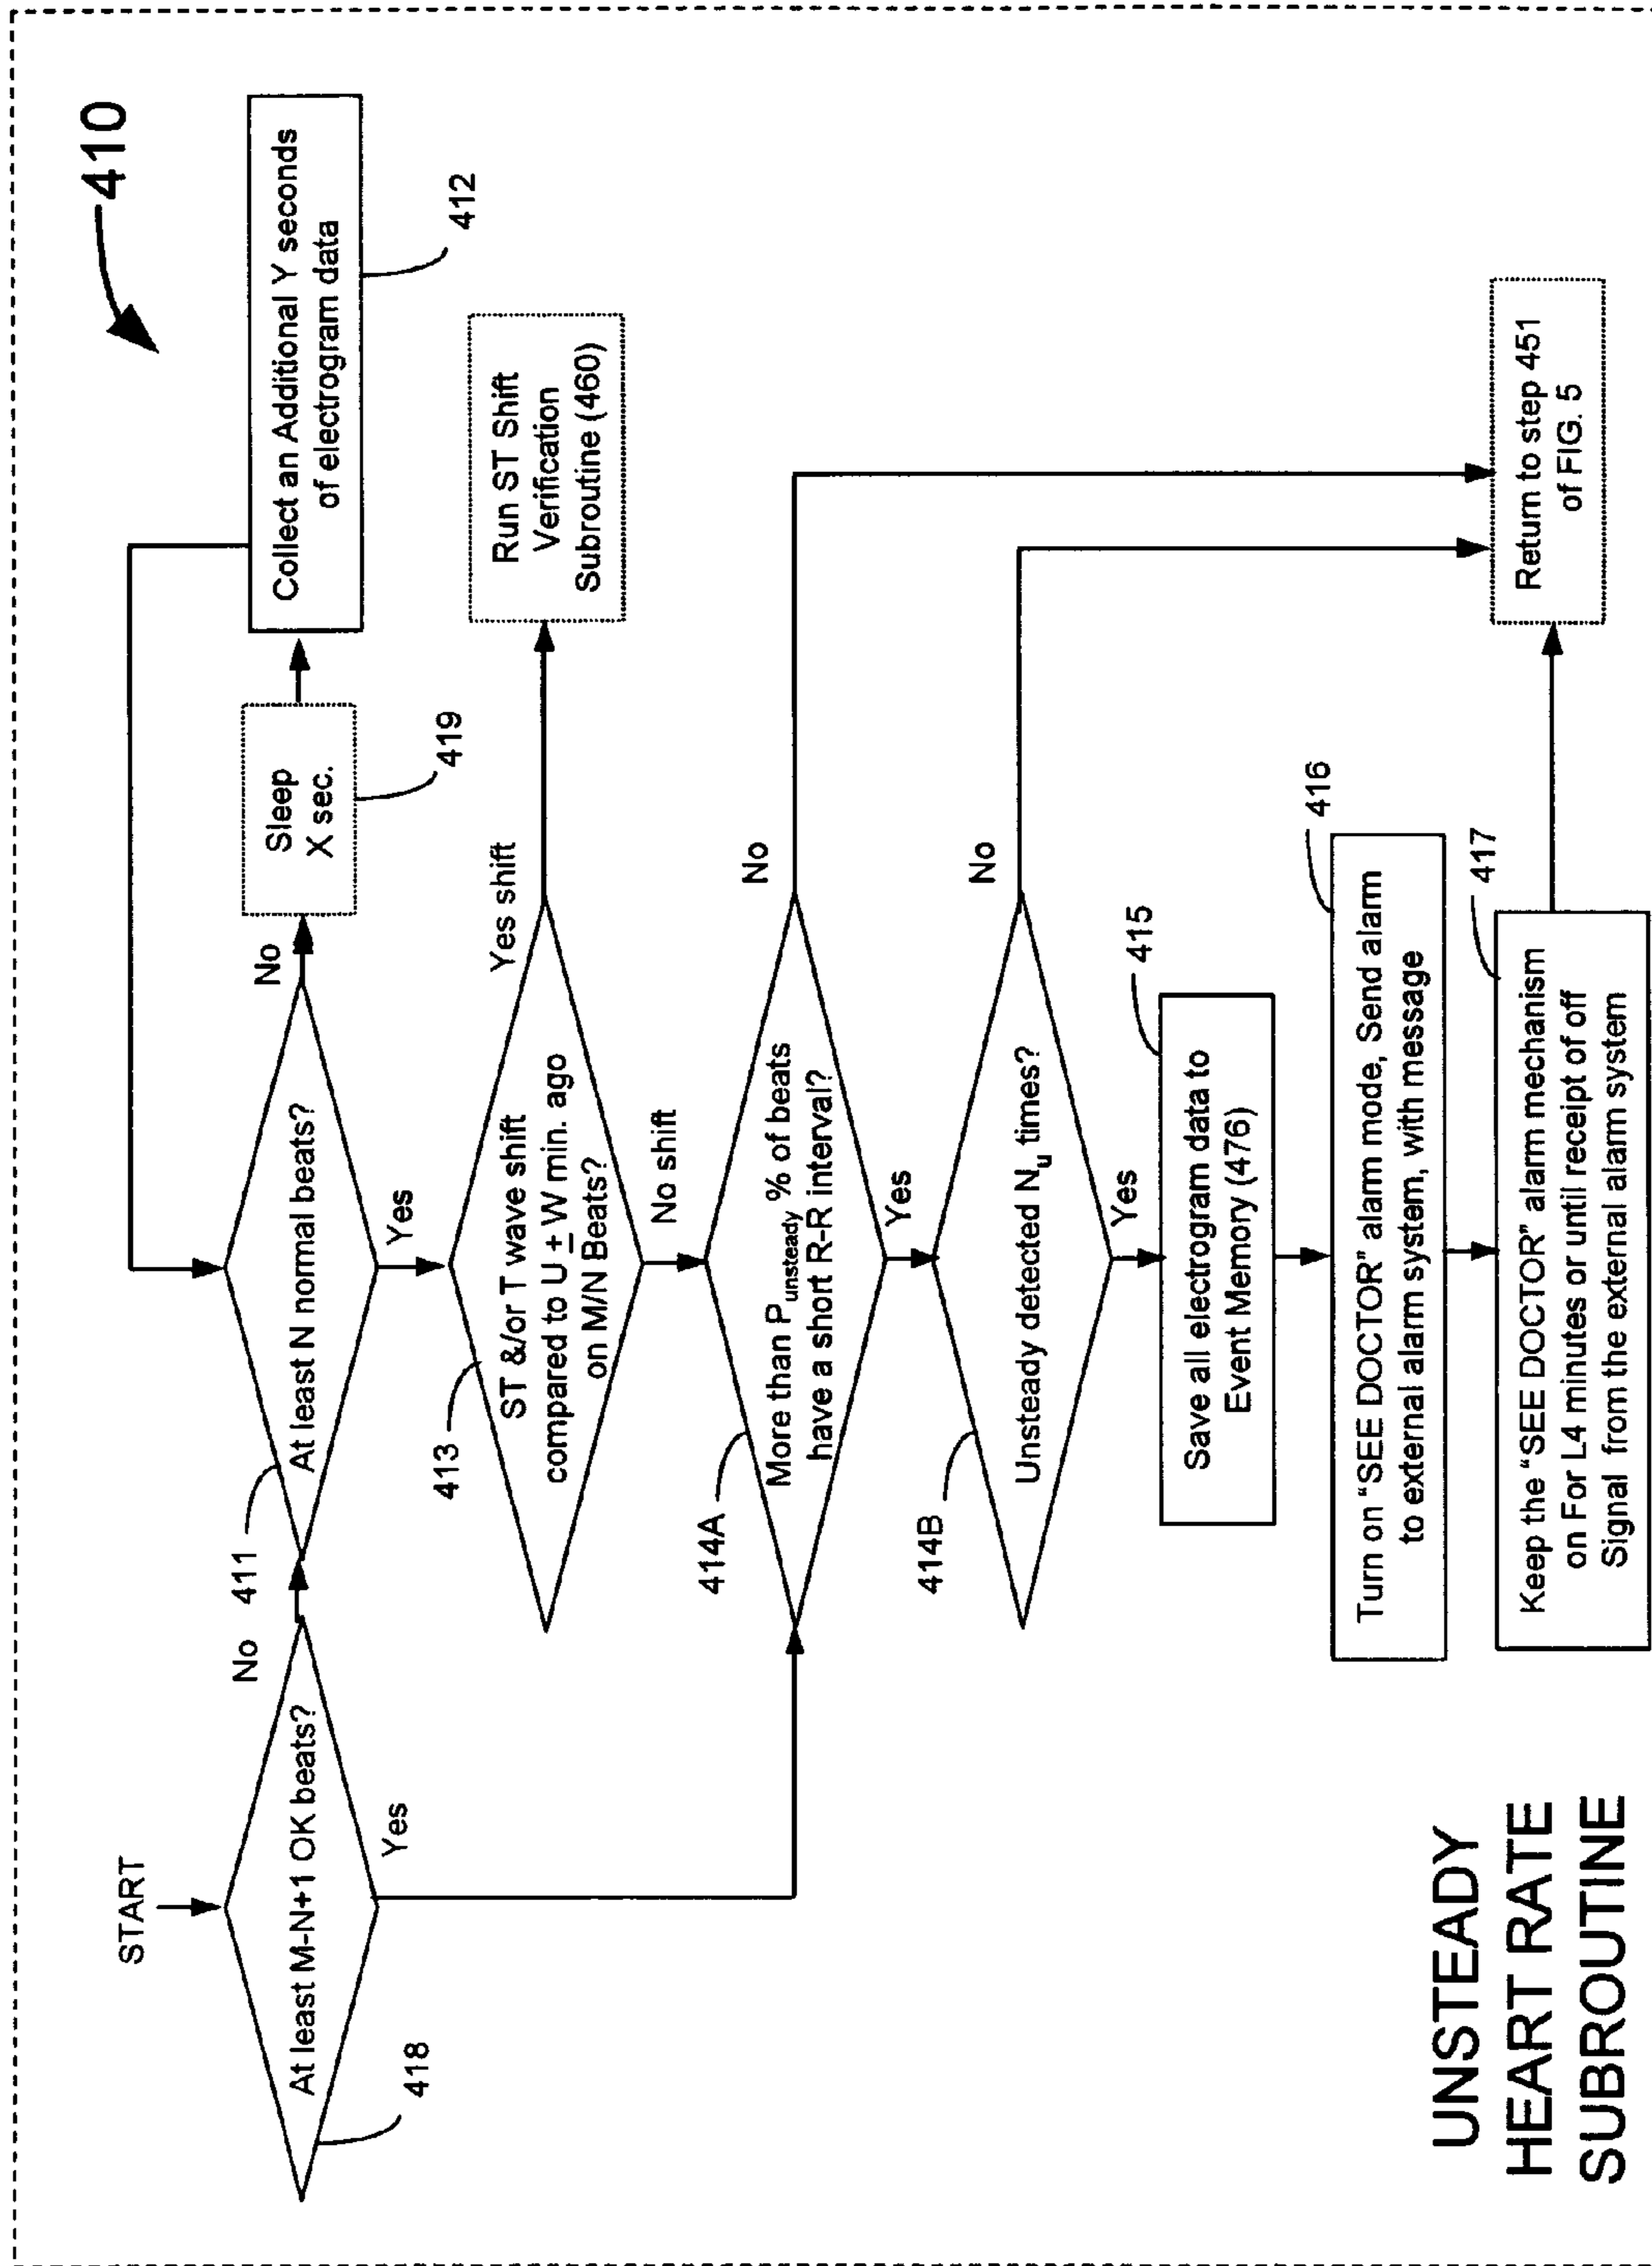 410
START
At least M-N+1 OK beats?
418
No
Yes
411
At least N normal beats?
No
Yes
Sleep
X sec.
419
Collect an Additional Y seconds
of electrogram data
412
413
ST &/or T wave shift
compared to U ± W min. ago
on M/N Beats?
Yes shift
No shift
Run ST Shift
Verification
Subroutine (460)
414A
More than Punsteady % of beats
have a short R-R interval?
No
Yes
414B
Unsteady detected Nu times?
No
Yes
415
Save all electrogram data to
Event Memory (476)
416
Turn on “SEE DOCTOR” alarm mode, Send alarm
to external alarm system, with message
417
Keep the “SEE DOCTOR” alarm mechanism
on For L4 minutes or until receipt of off
Signal from the external alarm system
Return to step 451
of FIG. 5
UNSTEADY
HEART RATE
SUBROUTINE